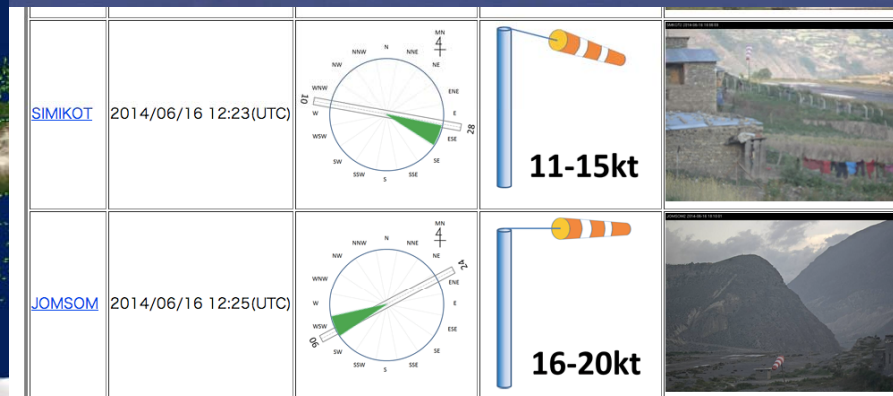 SIMIKOT
2014/06/16 12:23(UTC)
MN
4
N
NNW
NNE
NW
NE
WNW
ENE
10
W
E
28
WSW
ESE
SW
SE
SSW
SSE
S
11-15kt
JOMSOM
2014/06/16 12:25(UTC)
MN
4
N
NNW
NNE
NW
NE
24
WNW
ENE
W
E
WSW
ESE
06
SW
SE
SSW
SSE
S
16-20kt